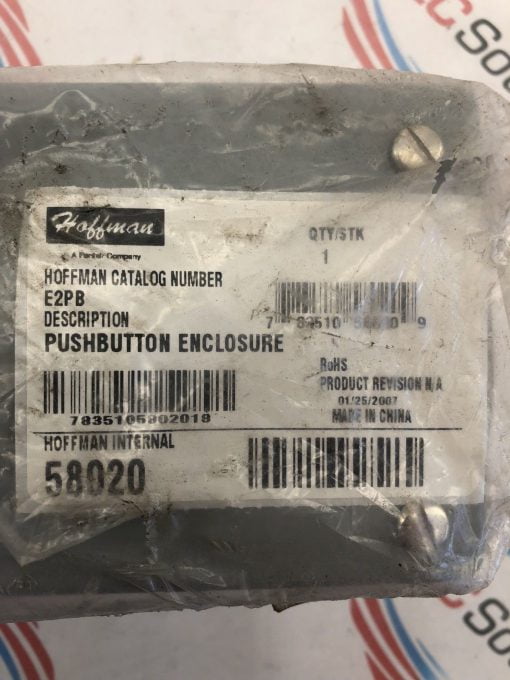 Hoffman
A Pentair Company
QTY/STK
1
HOFFMAN CATALOG NUMBER
E2PB
DESCRIPTION
PUSHBUTTON ENCLOSURE
RoHS
PRODUCT REVISION N/A
01/25/2007
MADE IN CHINA
7835105802018
HOFFMAN INTERNAL
58020